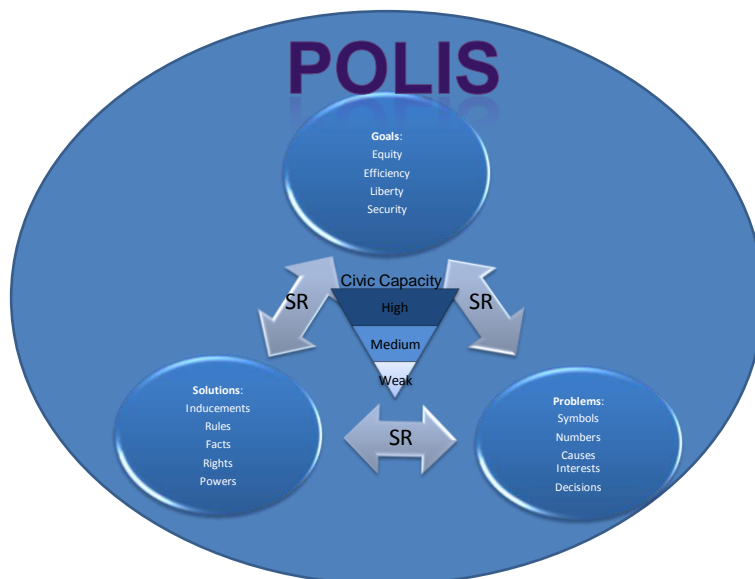 POLIS
Goals:
Equity
Efficiency
Liberty
Security
Civic Capacity
SR
High
SR
Medium
Weak
Solutions:
Inducements
Rules
Facts
Rights
Powers
SR
Problems:
Symbols
Numbers
Causes
Interests
Decisions